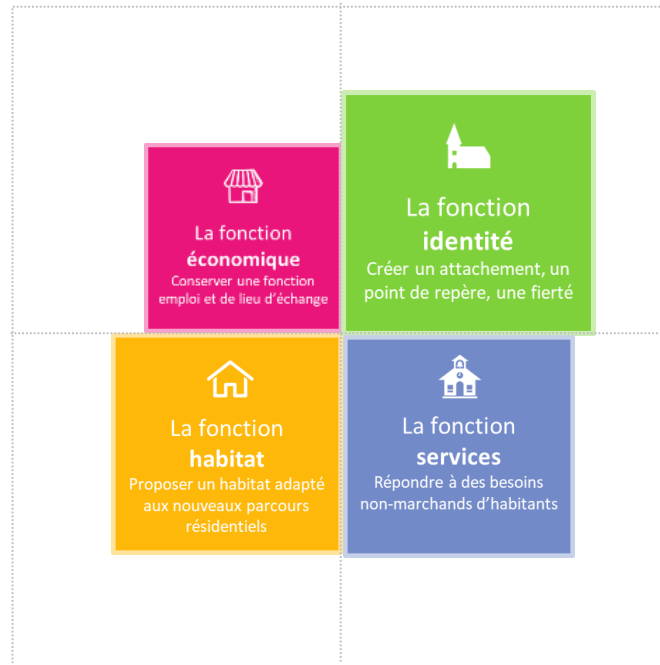 La fonction
économique
Conserver une fonction
emploi et de lieu d'échange
La fonction
identité
Créer un attachement, un
point de repère, une fierté
La fonction
habitat
Proposer un habitat adapté
aux nouveaux parcours
résidentiels
La fonction
services
Répondre à des besoins
non-marchands d'habitants